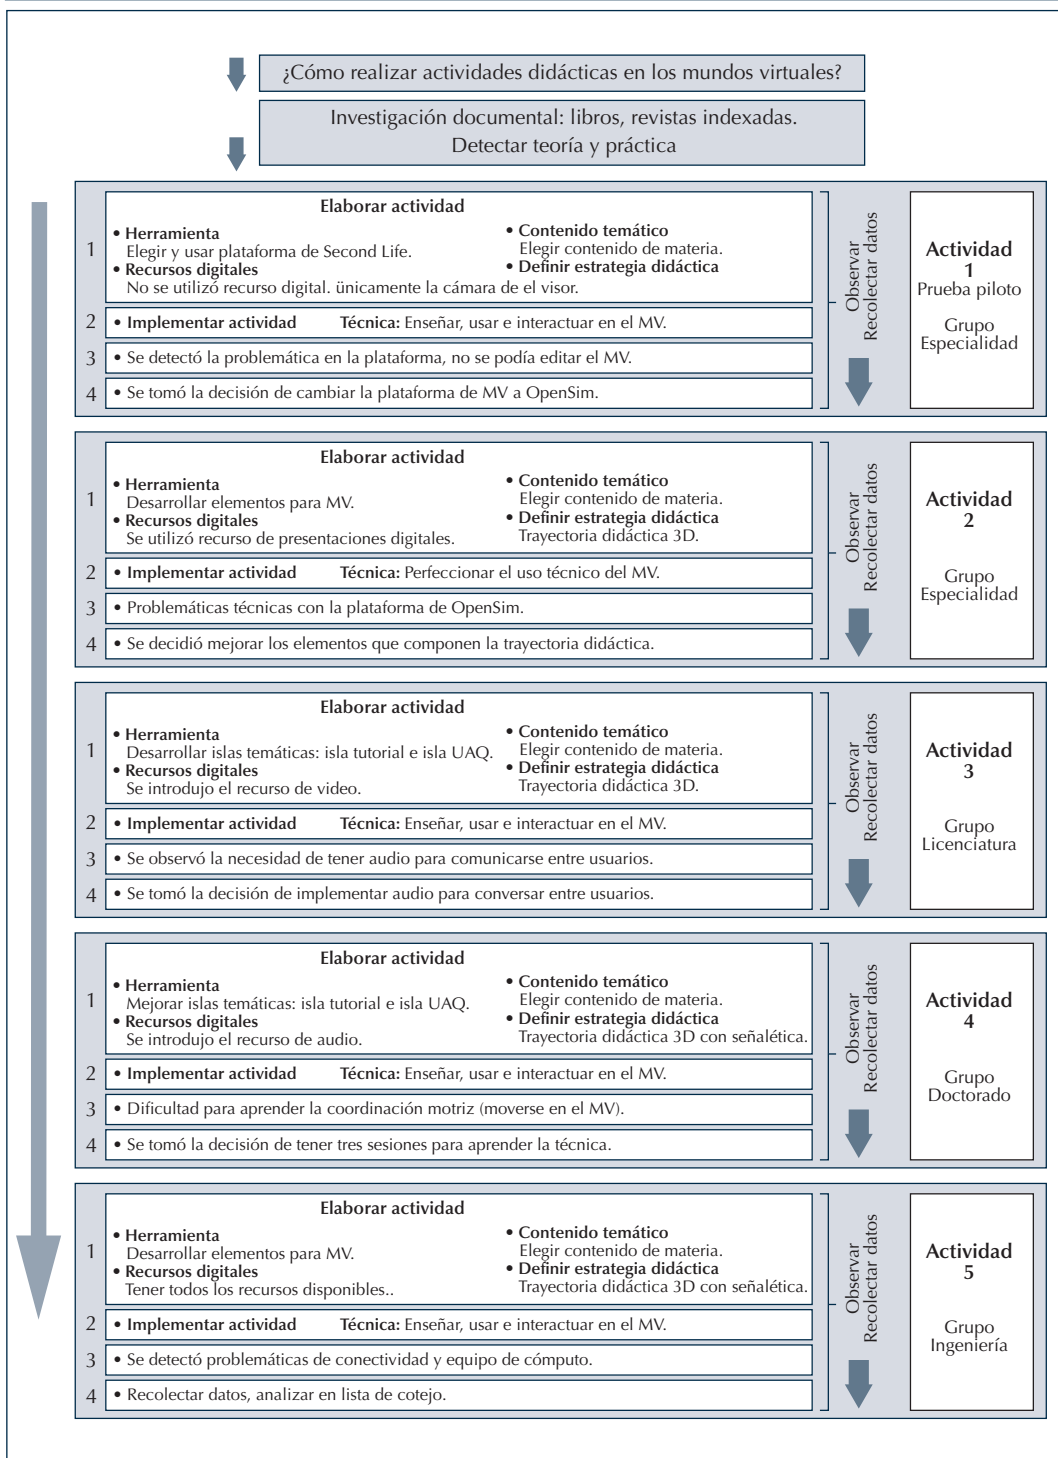 ¿Cómo realizar actividades didácticas en los mundos virtuales?
Investigación documental: libros, revistas indexadas.
Detectar teoría y práctica
Elaborar actividad
1
• Herramienta
Elegir y usar plataforma de Second Life.
• Recursos digitales
No se utilizó recurso digital. ünicamente la cámara de el visor.
• Contenido temático
Elegir contenido de materia.
• Definir estrategia didáctica
2 • Implementar actividad Técnica: Enseñar, usar e interactuar en el MV.
3 • Se detectó la problemática en la plataforma, no se podía editar el MV.
4 • Se tomó la decisión de cambiar la plataforma de MV a OpenSim.
Observar
Recolectar datos
Actividad
1
Prueba piloto
Grupo
Especialidad
Elaborar actividad
1
• Herramienta
Desarrollar elementos para MV.
• Recursos digitales
Se utilizó recurso de presentaciones digitales.
• Contenido temático
Elegir contenido de materia.
• Definir estrategia didáctica
Trayectoria didáctica 3D.
2 • Implementar actividad Técnica: Perfeccionar el uso técnico del MV.
3 • Problemáticas técnicas con la plataforma de OpenSim.
4 • Se decidió mejorar los elementos que componen la trayectoria didáctica.
Observar
Recolectar datos
Actividad
2
Grupo
Especialidad
Elaborar actividad
1
• Herramienta
Desarrollar islas temáticas: isla tutorial e isla UAQ.
• Recursos digitales
Se introdujo el recurso de video.
• Contenido temático
Elegir contenido de materia.
• Definir estrategia didáctica
Trayectoria didáctica 3D.
2 • Implementar actividad Técnica: Enseñar, usar e interactuar en el MV.
3 • Se observó la necesidad de tener audio para comunicarse entre usuarios.
4 • Se tomó la decisión de implementar audio para conversar entre usuarios.
Observar
Recolectar datos
Actividad
3
Grupo
Licenciatura
Elaborar actividad
1
• Herramienta
Mejorar islas temáticas: isla tutorial e isla UAQ.
• Recursos digitales
Se introdujo el recurso de audio.
• Contenido temático
Elegir contenido de materia.
• Definir estrategia didáctica
Trayectoria didáctica 3D con señalética.
2 • Implementar actividad Técnica: Enseñar, usar e interactuar en el MV.
3 • Dificultad para aprender la coordinación motriz (moverse en el MV).
4 • Se tomó la decisión de tener tres sesiones para aprender la técnica.
Observar
Recolectar datos
Actividad
4
Grupo
Doctorado
Elaborar actividad
1
• Herramienta
Desarrollar elementos para MV.
• Recursos digitales
Tener todos los recursos disponibles..
• Contenido temático
Elegir contenido de materia.
• Definir estrategia didáctica
Trayectoria didáctica 3D con señalética.
2 • Implementar actividad Técnica: Enseñar, usar e interactuar en el MV.
3 • Se detectó problemáticas de conectividad y equipo de cómputo.
4 • Recolectar datos, analizar en lista de cotejo.
Observar
Recolectar datos
Actividad
5
Grupo
Ingeniería